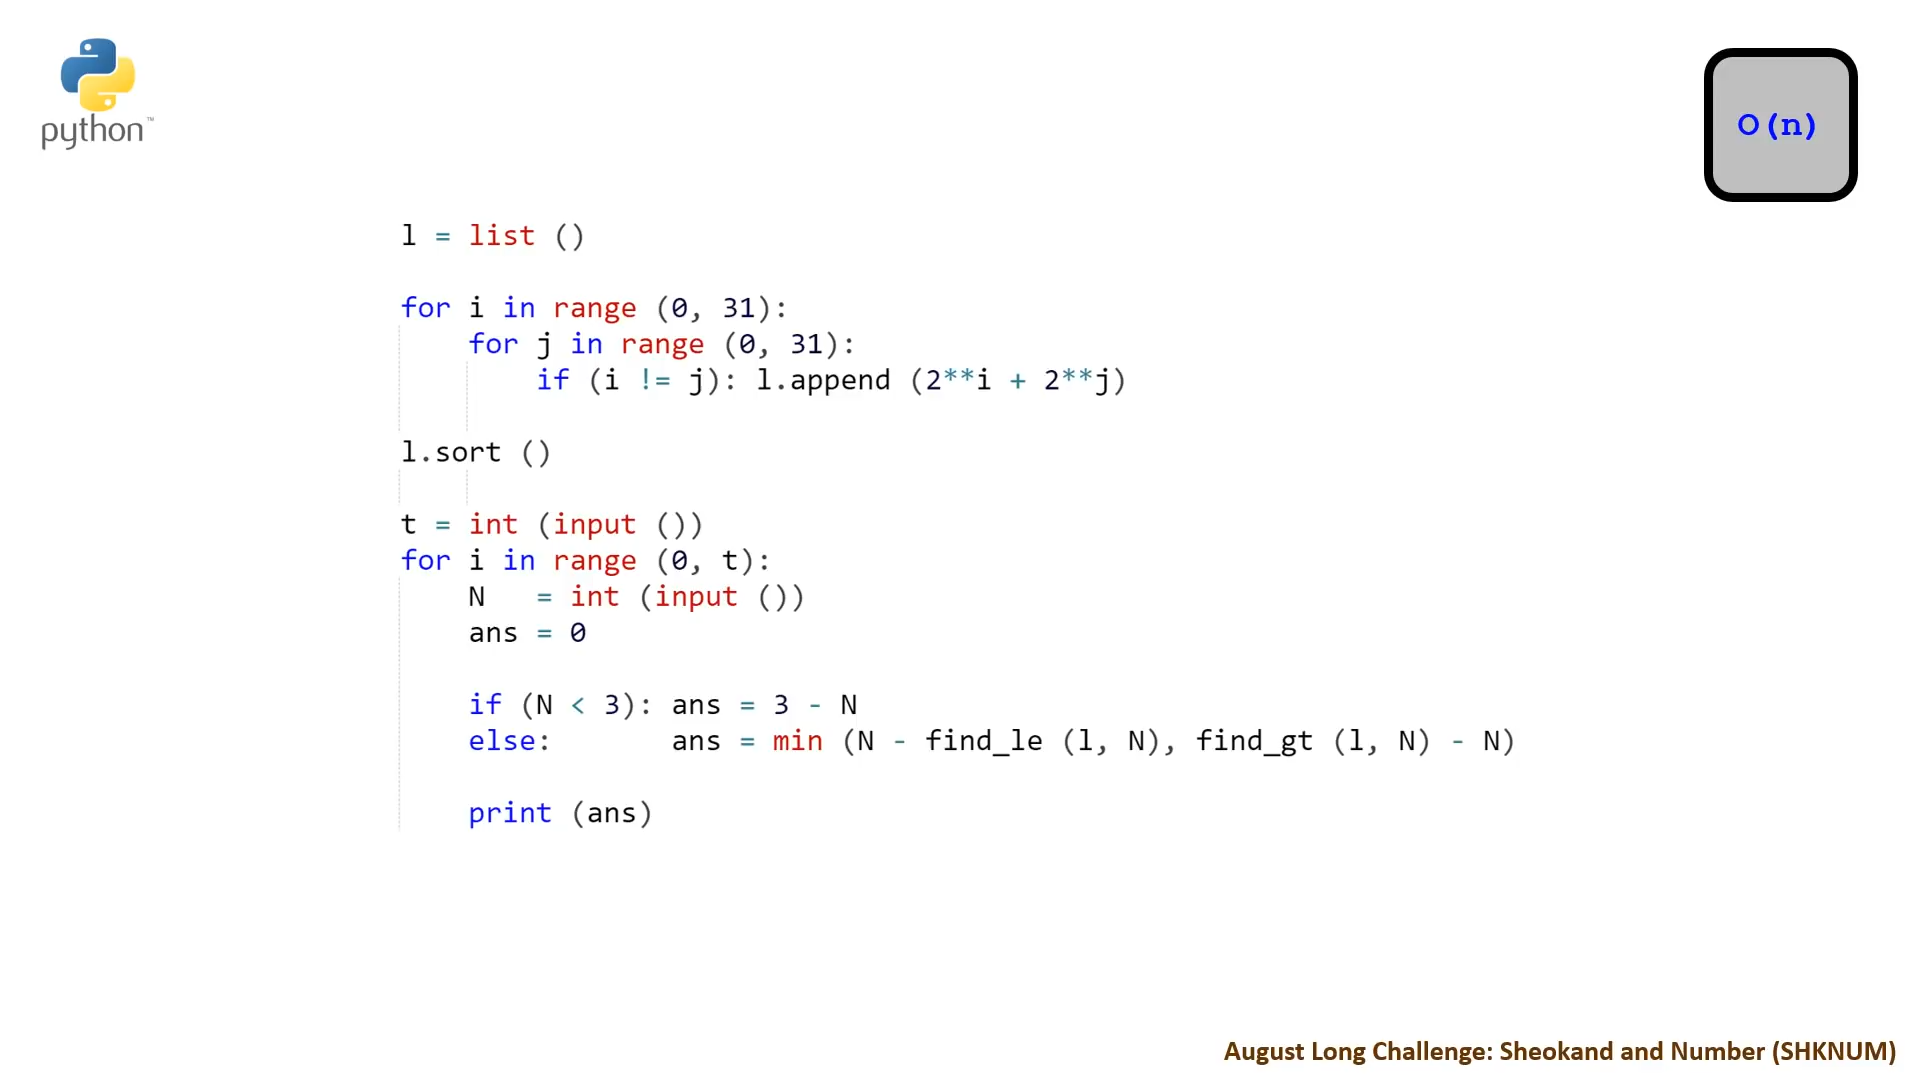 python™
O(n)
l = list ()
for i in range (0, 31):
    for j in range (0, 31):
        if (i != j): l.append (2**i + 2**j)
l.sort ()
t = int (input ())
for i in range (0, t):
    N   = int (input ())
    ans = 0
    if (N < 3): ans = 3 - N
    else:       ans = min (N - find_le (l, N), find_gt (l, N) - N)
    print (ans)
August Long Challenge: Sheokand and Number (SHKNUM)